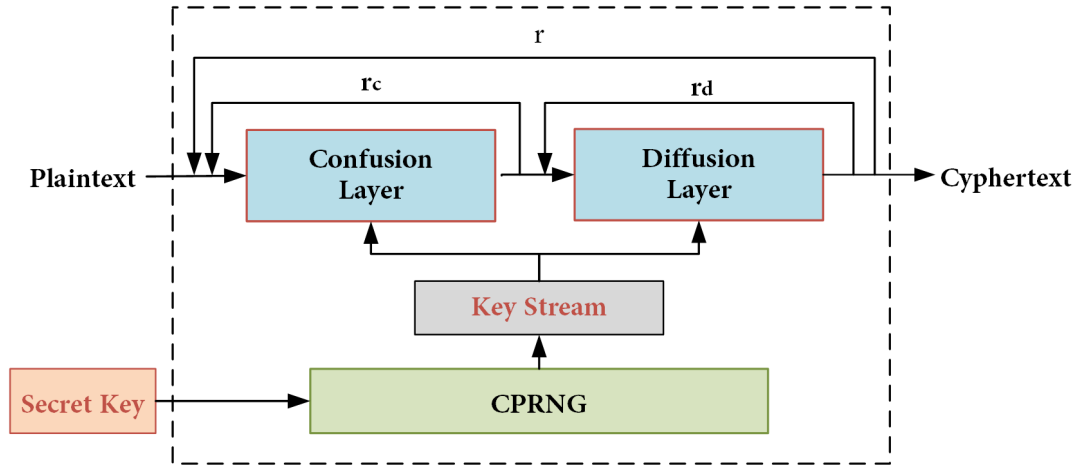 r
rc
rd
Confusion
Layer
Diffusion
Layer
Plaintext
Cyphertext
Key Stream
Secret Key
CPRNG